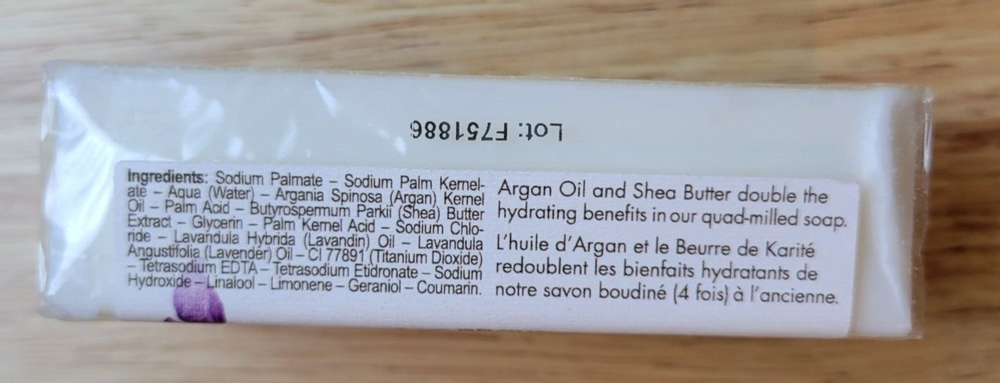 Lot: F751886
Ingredients: Sodium Palmate – Sodium Palm Kernel-
ate – Aqua (Water) – Argania Spinosa (Argan) Kernel
Oil – Palm Acid – Butyrospermum Parkii (Shea) Butter
Extract – Glycerin – Palm Kernel Acid – Sodium Chlo-
ride – Lavandula Hybrida (Lavandin) Oil – Lavandula
Angustifolia (Lavender) Oil – CI 77891 (Titanium Dioxide)
– Tetrasodium EDTA – Tetrasodium Etidronate – Sodium
Hydroxide – Linalool – Limonene – Geraniol – Coumarin.
Argan Oil and Shea Butter double the
hydrating benefits in our quad-milled soap.
L'huile d'Argan et le Beurre de Karité
redoublent les bienfaits hydratants de
notre savon boudiné (4 fois) à l'ancienne.